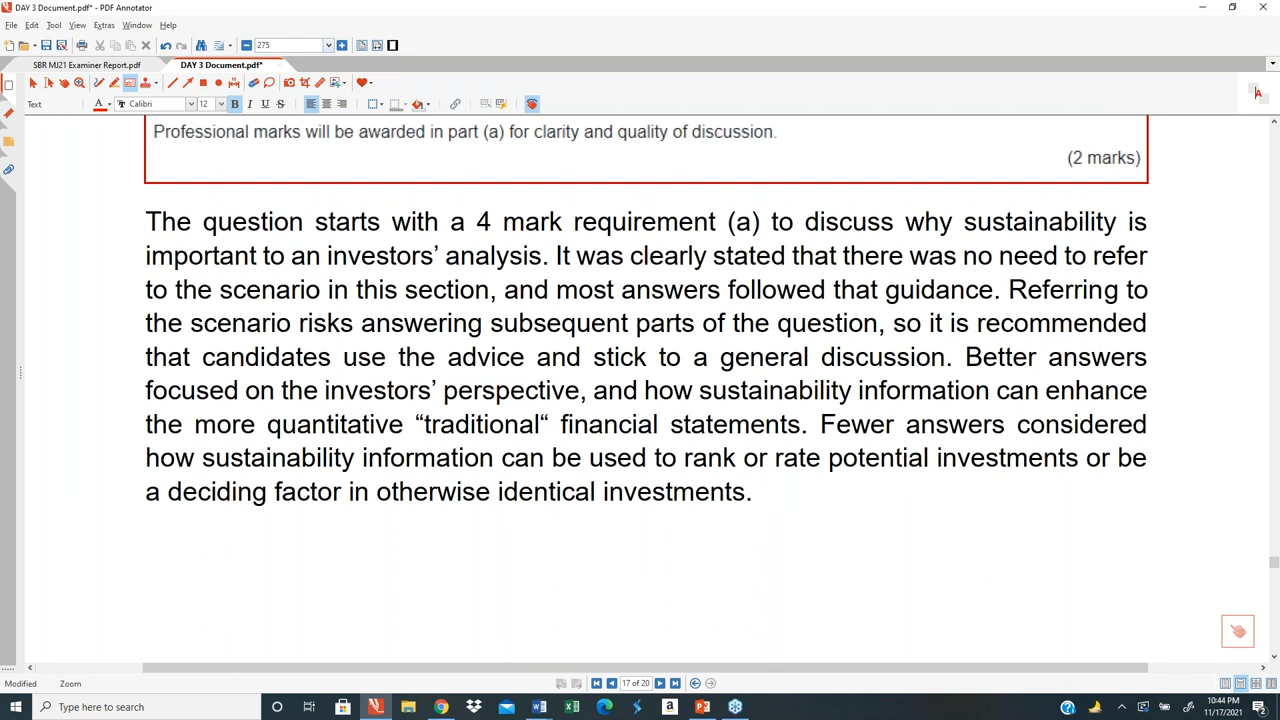 DAY 3 Document.pdf* - PDF Annotator
File Edit Tool View Extras Window Help
275
SBR MJ21 Examiner Report.pdf DAY 3 Document.pdf*
Text A Calibri 12 B I U S
Professional marks will be awarded in part (a) for clarity and quality of discussion.
(2 marks)
The question starts with a 4 mark requirement (a) to discuss why sustainability is
important to an investors’ analysis. It was clearly stated that there was no need to refer
to the scenario in this section, and most answers followed that guidance. Referring to
the scenario risks answering subsequent parts of the question, so it is recommended
that candidates use the advice and stick to a general discussion. Better answers
focused on the investors’ perspective, and how sustainability information can enhance
the more quantitative “traditional“ financial statements. Fewer answers considered
how sustainability information can be used to rank or rate potential investments or be
a deciding factor in otherwise identical investments.
Modified Zoom 17 of 20
Type here to search
10:44 PM
11/17/2021
2